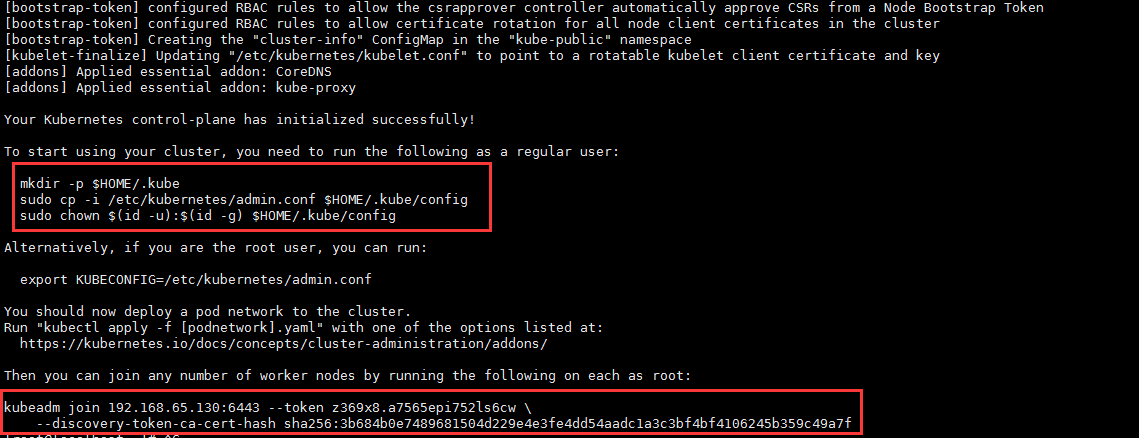 [bootstrap-token] configured RBAC rules to allow the csrapprover controller automatically approve CSRs from a Node Bootstrap Token
[bootstrap-token] configured RBAC rules to allow certificate rotation for all node client certificates in the cluster
[bootstrap-token] Creating the "cluster-info" ConfigMap in the "kube-public" namespace
[kubelet-finalize] Updating "/etc/kubernetes/kubelet.conf" to point to a rotatable kubelet client certificate and key
[addons] Applied essential addon: CoreDNS
[addons] Applied essential addon: kube-proxy
Your Kubernetes control-plane has initialized successfully!
To start using your cluster, you need to run the following as a regular user:
mkdir -p $HOME/.kube
sudo cp -i /etc/kubernetes/admin.conf $HOME/.kube/config
sudo chown $(id -u):$(id -g) $HOME/.kube/config
Alternatively, if you are the root user, you can run:
export KUBECONFIG=/etc/kubernetes/admin.conf
You should now deploy a pod network to the cluster.
Run "kubectl apply -f [podnetwork].yaml" with one of the options listed at:
https://kubernetes.io/docs/concepts/cluster-administration/addons/
Then you can join any number of worker nodes by running the following on each as root:
kubeadm join 192.168.65.130:6443 --token z369x8.a7565epi752ls6cw \
--discovery-token-ca-cert-hash sha256:3b684b0e7489681504d229e4e3fe4dd54aadc1a3c3bf4bf4106245b359c49a7f